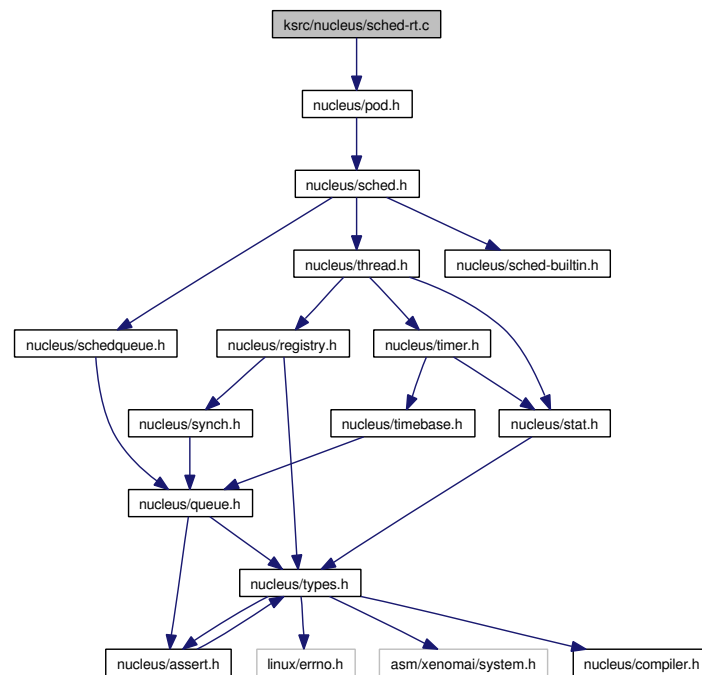 ksrc/nucleus/sched-rt.c
nucleus/pod.h
nucleus/sched.h
nucleus/thread.h
nucleus/sched-builtin.h
nucleus/schedqueue.h
nucleus/registry.h
nucleus/timer.h
nucleus/synch.h
nucleus/timebase.h
nucleus/stat.h
nucleus/queue.h
nucleus/types.h
nucleus/assert.h
linux/errno.h
asm/xenomai/system.h
nucleus/compiler.h